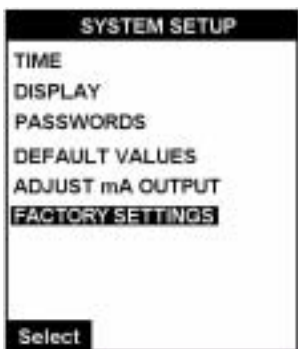 SYSTEM SETUP
TIME
DISPLAY
PASSWORDS
DEFAULT VALUES
ADJUST mA OUTPUT
FACTORY SETTINGS
Select